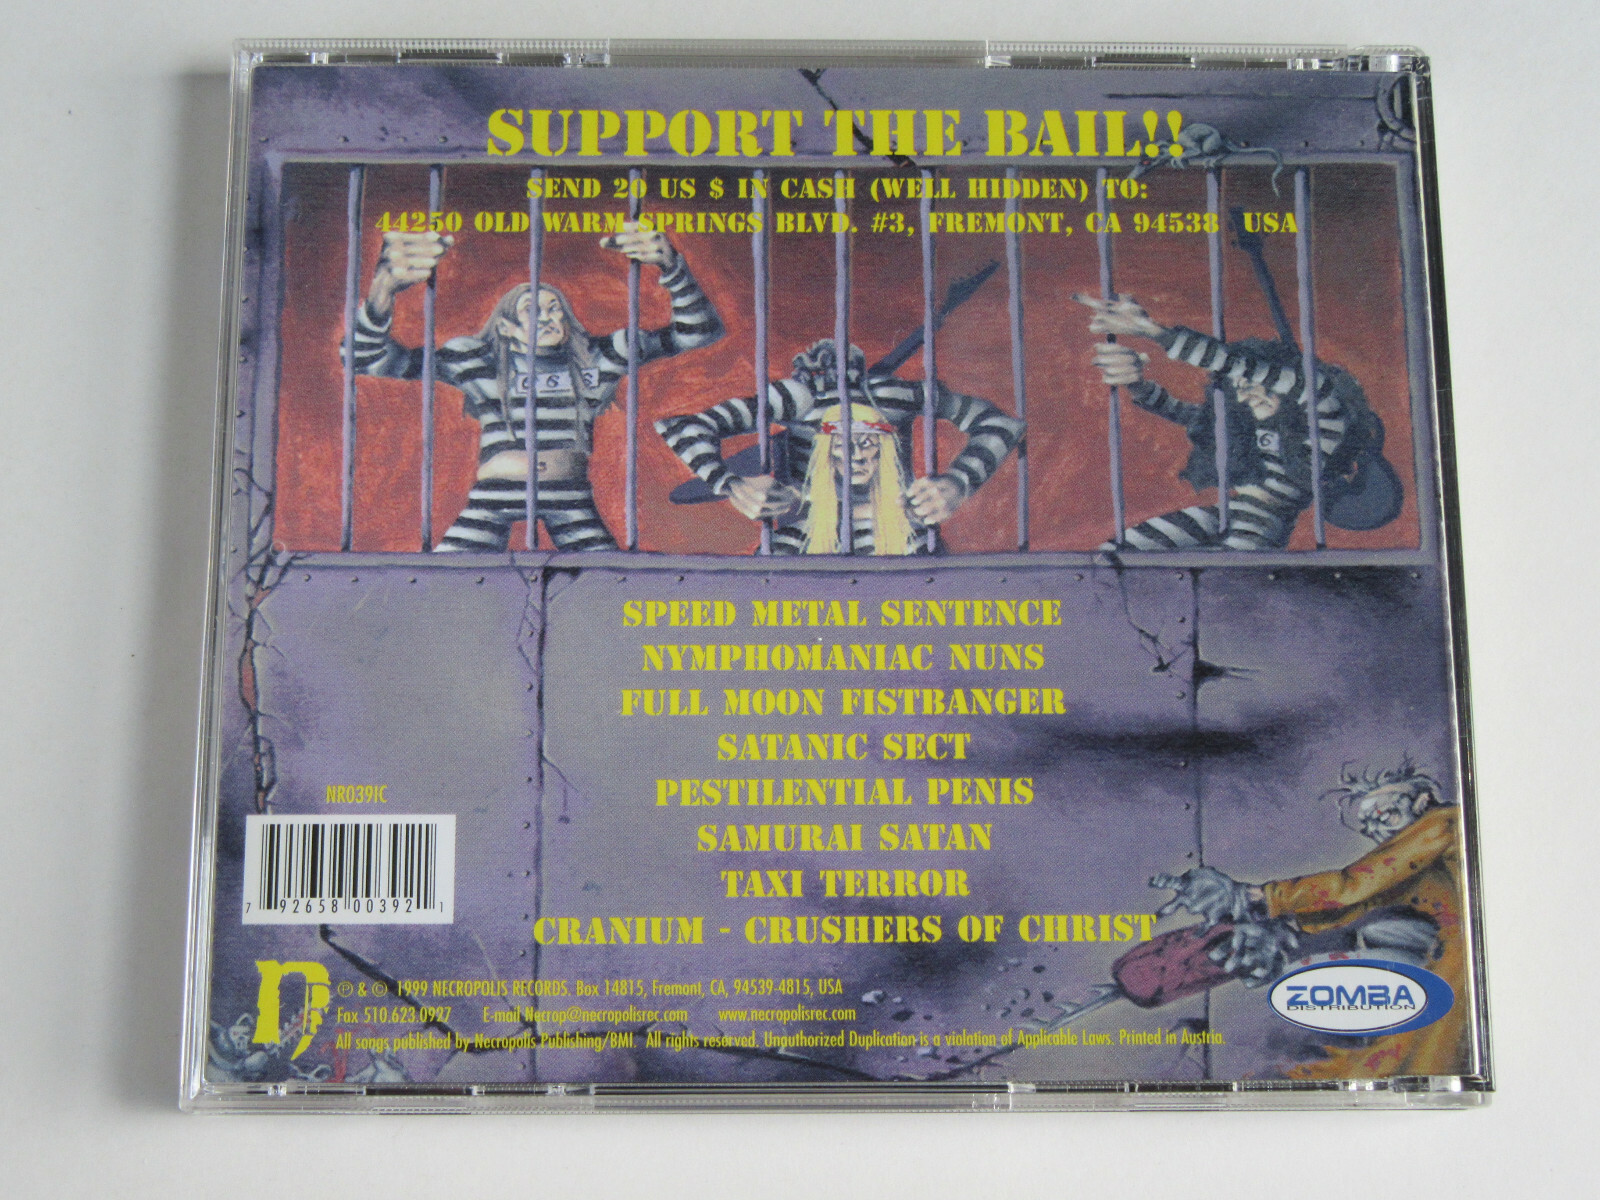 SUPPORT THE BAIL!!
SEND 20 US $ IN CASH (WELL HIDDEN) TO:
44250 OLD WARM SPRINGS BLVD. #3, FREMONT, CA 94538 USA
666
6
SPEED METAL SENTENCE
NYMPHOMANIAC NUNS
FULL MOON FISTBANGER
SATANIC SECT
PESTILENTIAL PENIS
SAMURAI SATAN
TAXI TERROR
CRANIUM - CRUSHERS OF CHRIST
NR039IC
7 92658 00392 1
℗ & © 1999 NECROPOLIS RECORDS. Box 14815, Fremont, CA, 94539-4815, USA
Fax 510.623.0927 E-mail Necrop@necropolisrec.com www.necropolisrec.com
All songs published by Necropolis Publishing/BMI. All rights reserved. Unauthorized Duplication is a violation of Applicable Laws. Printed in Austria.
ZOMBA
DISTRIBUTION